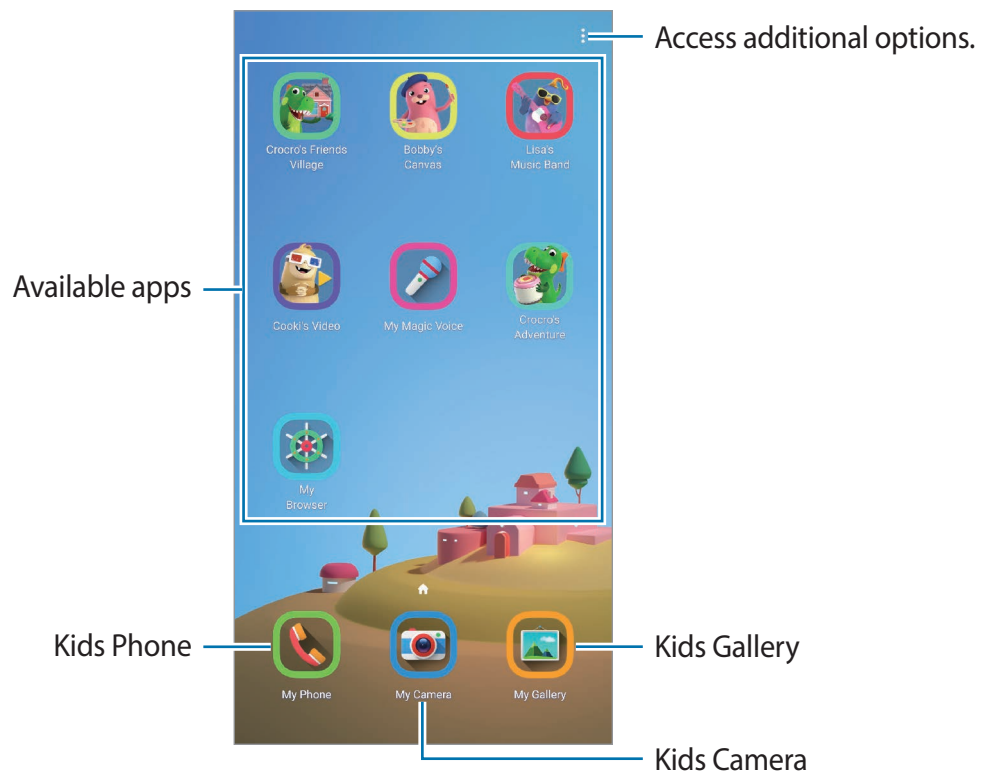 Access additional options.
Crocro's Friends
Village
Bobby's
Canvas
Lisa's
Music Band
Available apps
Cooki's Video
My Magic Voice
Crocro's
Adventure
My
Browser
Kids Phone
Kids Gallery
My Phone
My Camera
My Gallery
Kids Camera